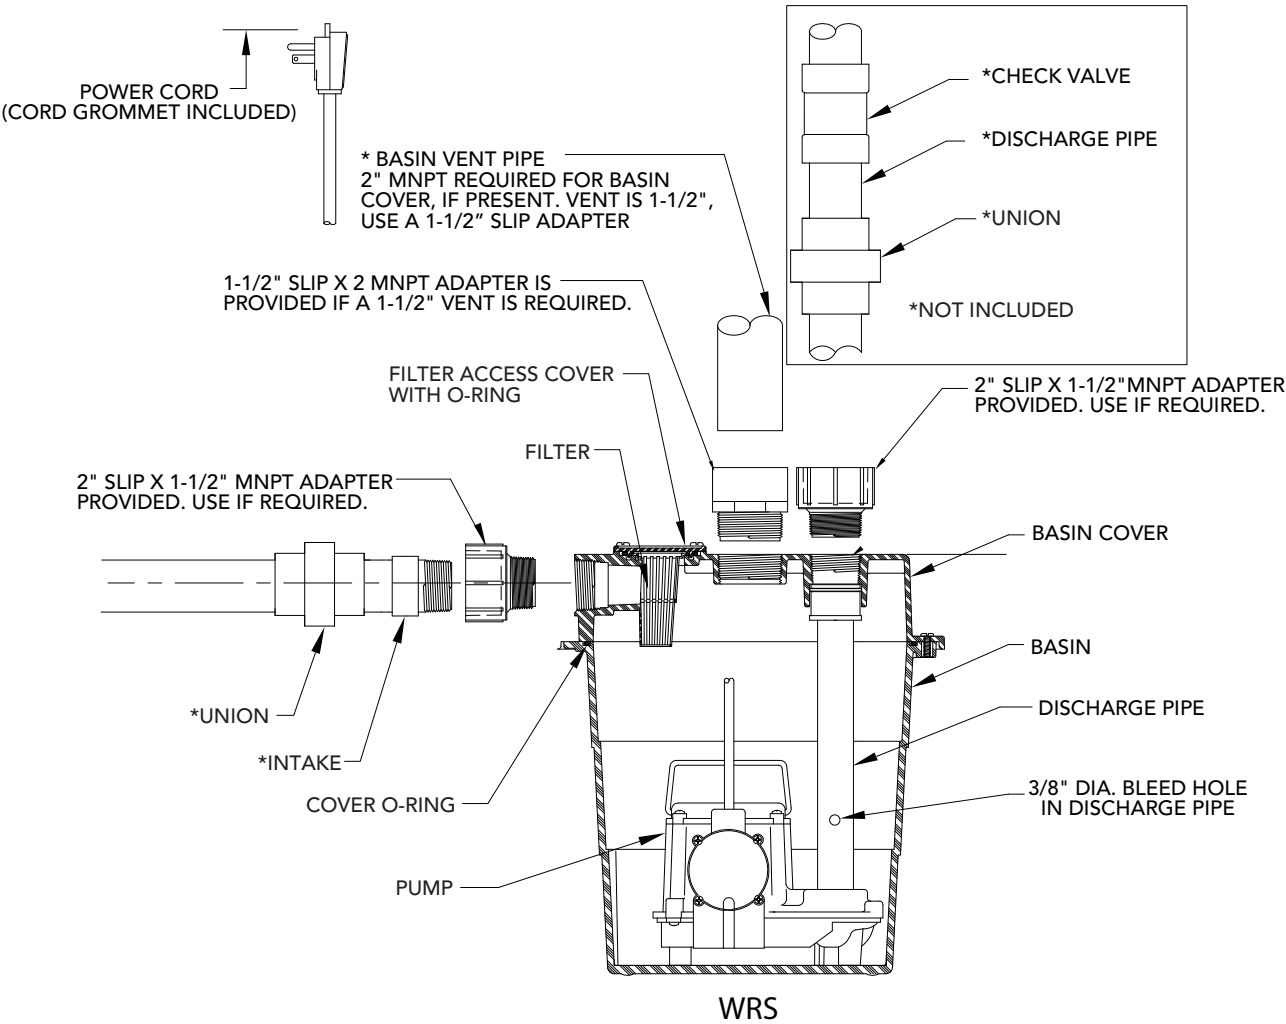 POWER CORD
(CORD GROMMET INCLUDED)
* BASIN VENT PIPE
2" MNPT REQUIRED FOR BASIN
COVER, IF PRESENT. VENT IS 1-1/2",
USE A 1-1/2” SLIP ADAPTER
1-1/2" SLIP X 2 MNPT ADAPTER IS
PROVIDED IF A 1-1/2" VENT IS REQUIRED.
*CHECK VALVE
*DISCHARGE PIPE
*UNION
*NOT INCLUDED
FILTER ACCESS COVER
WITH O-RING
2" SLIP X 1-1/2"MNPT ADAPTER
PROVIDED. USE IF REQUIRED.
FILTER
2" SLIP X 1-1/2" MNPT ADAPTER
PROVIDED. USE IF REQUIRED.
BASIN COVER
BASIN
*UNION
DISCHARGE PIPE
*INTAKE
COVER O-RING
3/8" DIA. BLEED HOLE
IN DISCHARGE PIPE
PUMP
WRS